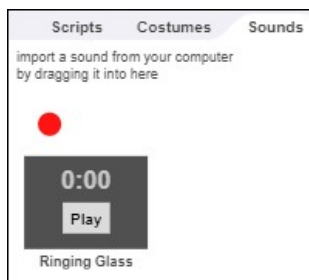 Scripts Costumes Sounds
import a sound from your computer
by dragging it into here
0:00
Play
Ringing Glass